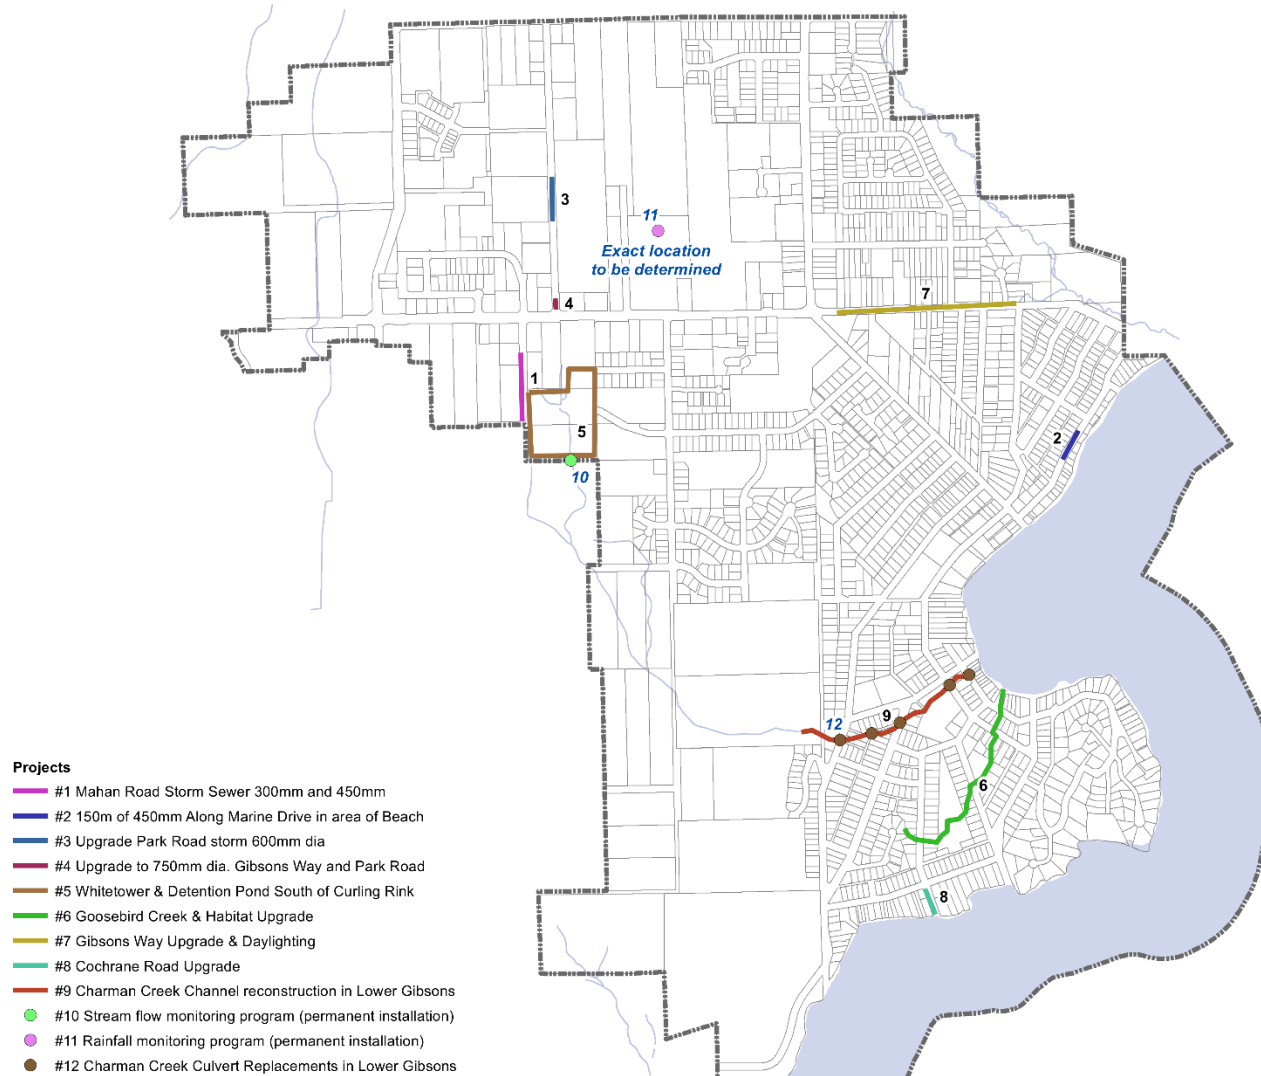 3
11
Exact location
to be determined
4
7
1
5
2
10
12
9
6
8
Projects
#1 Mahan Road Storm Sewer 300mm and 450mm
#2 150m of 450mm Along Marine Drive in area of Beach
#3 Upgrade Park Road storm 600mm dia
#4 Upgrade to 750mm dia. Gibsons Way and Park Road
#5 Whitetower & Detention Pond South of Curling Rink
#6 Goosebird Creek & Habitat Upgrade
#7 Gibsons Way Upgrade & Daylighting
#8 Cochrane Road Upgrade
#9 Charman Creek Channel reconstruction in Lower Gibsons
#10 Stream flow monitoring program (permanent installation)
#11 Rainfall monitoring program (permanent installation)
#12 Charman Creek Culvert Replacements in Lower Gibsons